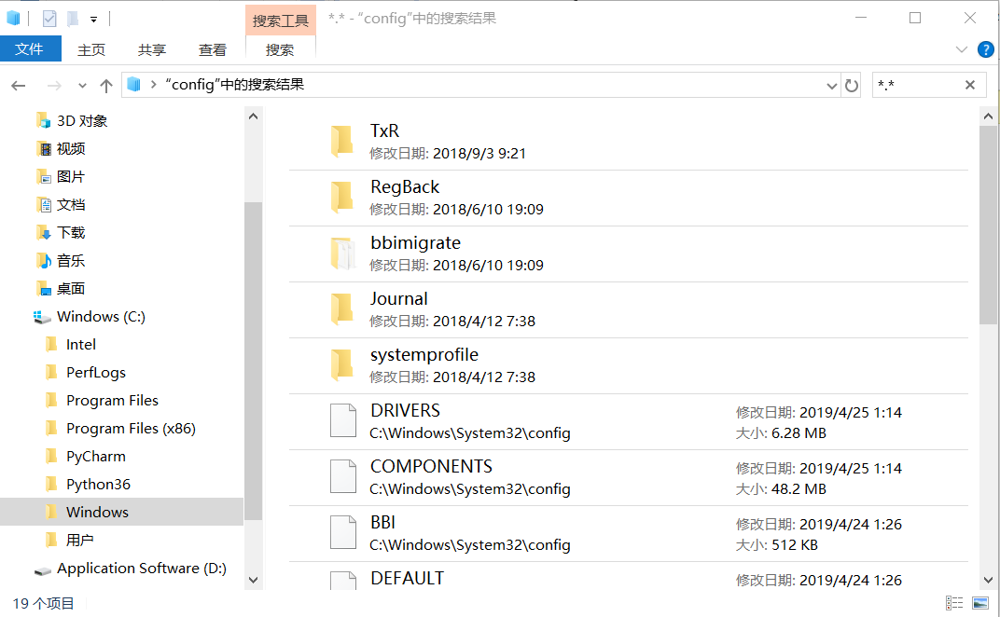 搜索工具
*.* - “config”中的搜索结果
文件
主页
共享
查看
搜索
“config”中的搜索结果
*.*
3D 对象
视频
图片
文档
下载
音乐
桌面
Windows (C:)
Intel
PerfLogs
Program Files
Program Files (x86)
PyCharm
Python36
Windows
用户
Application Software (D:)
TxR
修改日期: 2018/9/3 9:21
RegBack
修改日期: 2018/6/10 19:09
bbimigrate
修改日期: 2018/6/10 19:09
Journal
修改日期: 2018/4/12 7:38
systemprofile
修改日期: 2018/4/12 7:38
DRIVERS
修改日期: 2019/4/25 1:14
C:\Windows\System32\config
大小: 6.28 MB
COMPONENTS
修改日期: 2019/4/25 1:14
C:\Windows\System32\config
大小: 48.2 MB
BBI
修改日期: 2019/4/24 1:26
C:\Windows\System32\config
大小: 512 KB
DEFAULT
修改日期: 2019/4/24 1:26
19 个项目